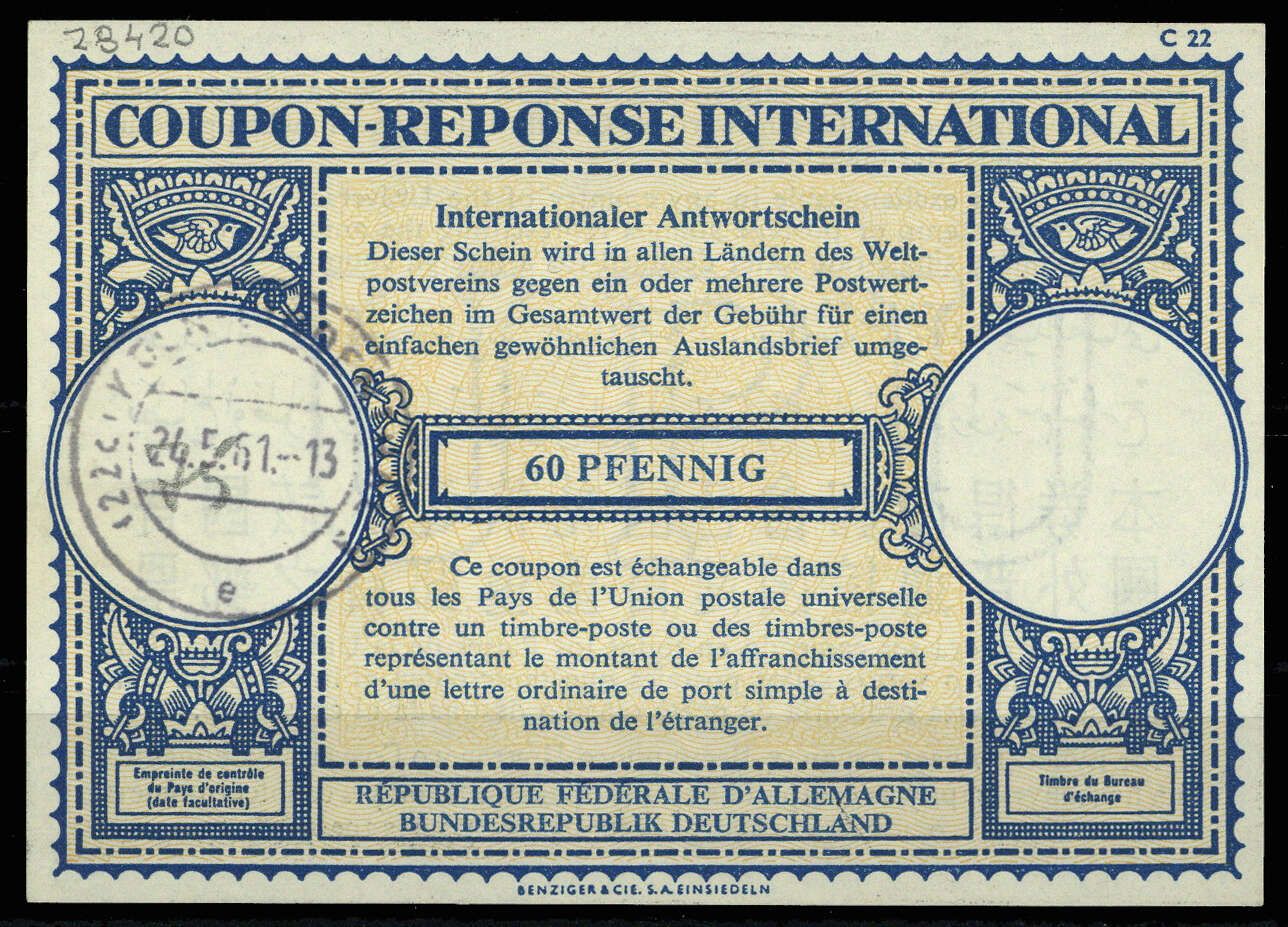 28420
C 22
COUPON-REPONSE INTERNATIONAL
Internationaler Antwortschein
Dieser Schein wird in allen Ländern des Welt-
postvereins gegen ein oder mehrere Postwert-
zeichen im Gesamtwert der Gebühr für einen
einfachen gewöhnlichen Auslandsbrief umge-
tauscht.
24.5.61.-13
e
60 PFENNIG
Ce coupon est échangeable dans
tous les Pays de l'Union postale universelle
contre un timbre-poste ou des timbres-poste
représentant le montant de l'affranchissement
d'une lettre ordinaire de port simple à desti-
nation de l'étranger.
Empreinte de contrôle
du Pays d'origine
(date facultative)
Timbre du Bureau
d'échange
RÉPUBLIQUE FÉDÉRALE D'ALLEMAGNE
BUNDESREPUBLIK DEUTSCHLAND
BENZIGER & CIE. S.A. EINSIEDELN